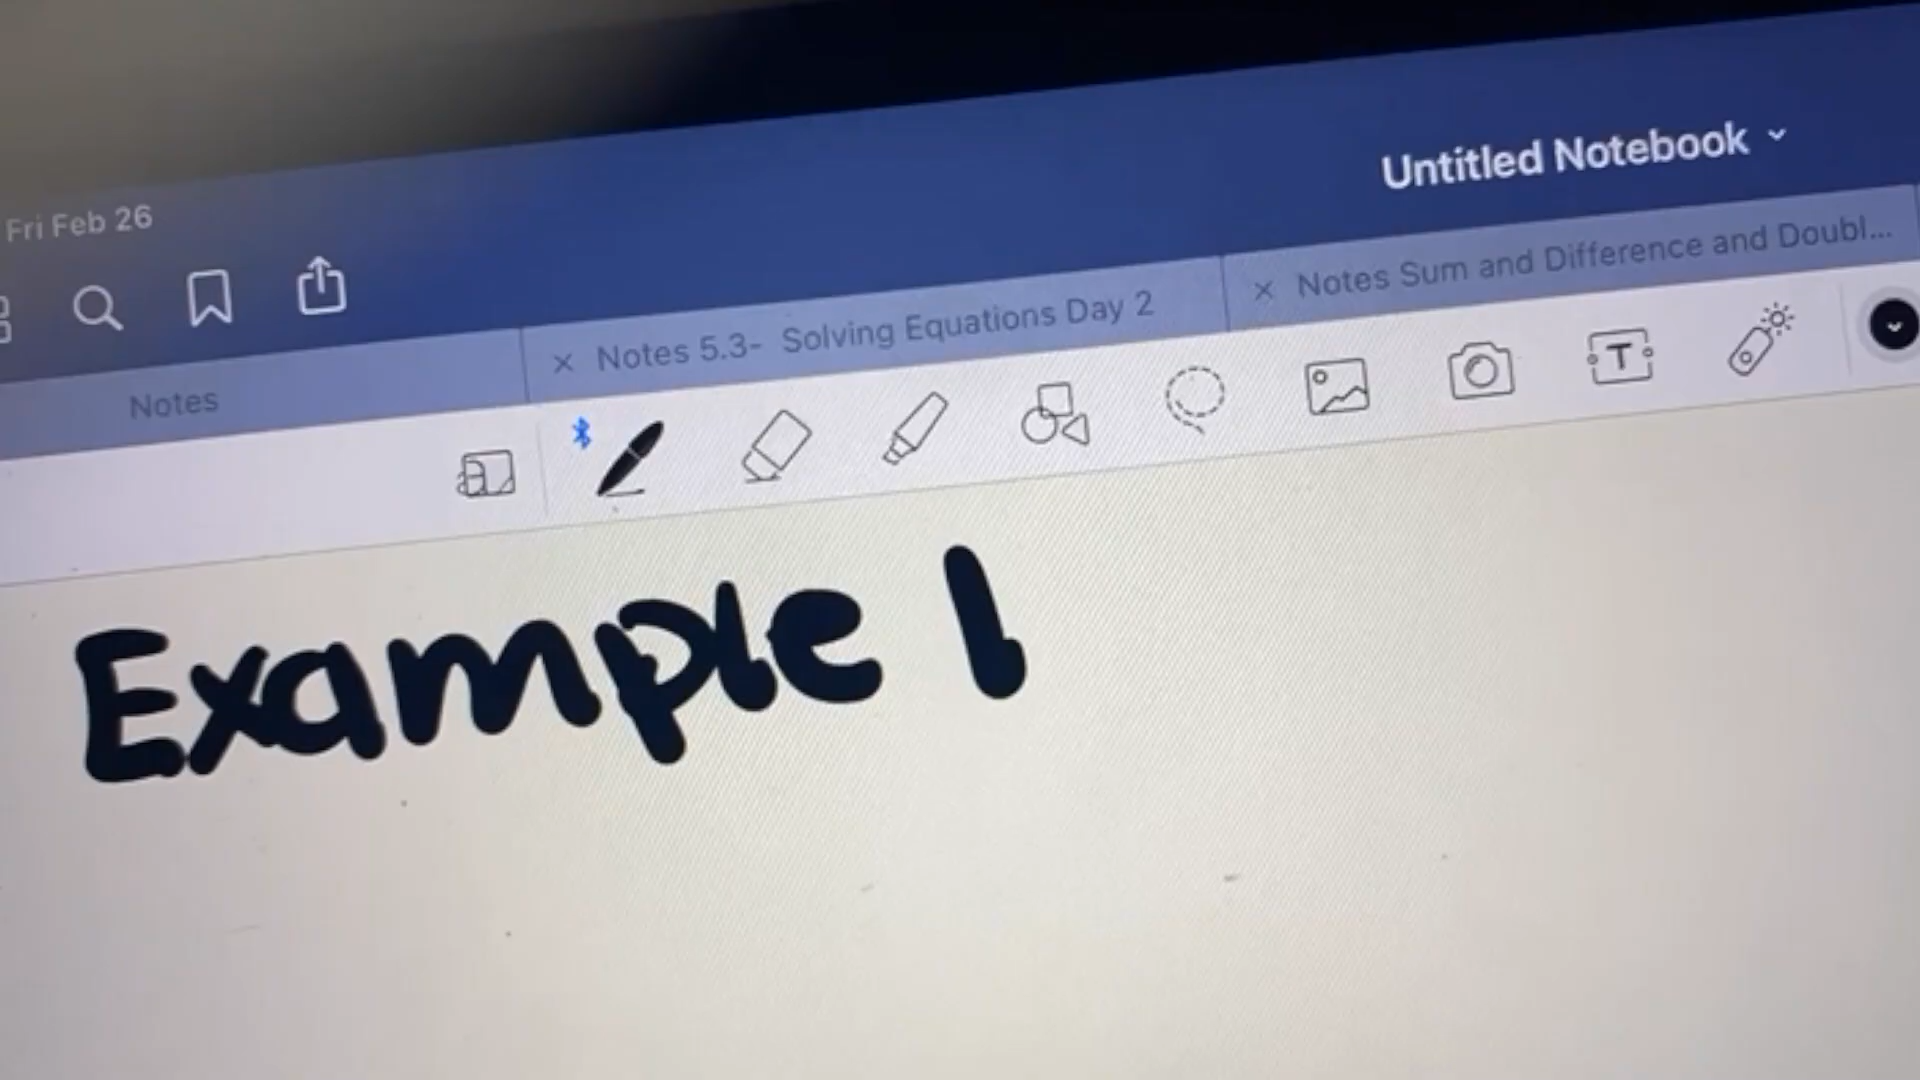 Untitled Notebook
Fri Feb 26
Notes
Notes 5.3- Solving Equations Day 2
Notes Sum and Difference and Doubl...
T
Example 1